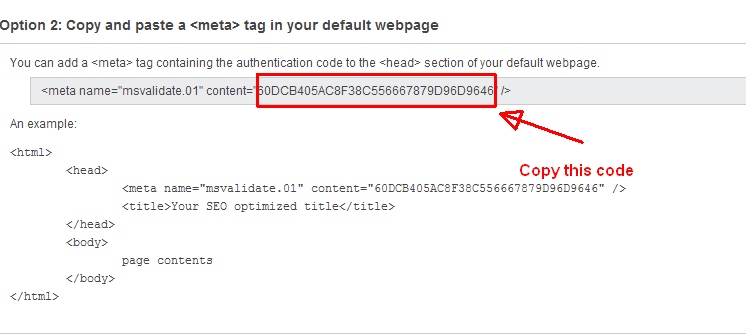 Option 2: Copy and paste a <meta> tag in your default webpage
You can add a <meta> tag containing the authentication code to the <head> section of your default webpage.
<meta name="msvalidate.01" content="60DCB405AC8F38C556667879D96D9646" />
Copy this code
An example:
<html>
<head>
<meta name="msvalidate.01" content="60DCB405AC8F38C556667879D96D9646" />
<title>Your SEO optimized title</title>
</head>
<body>
page contents
</body>
</html>